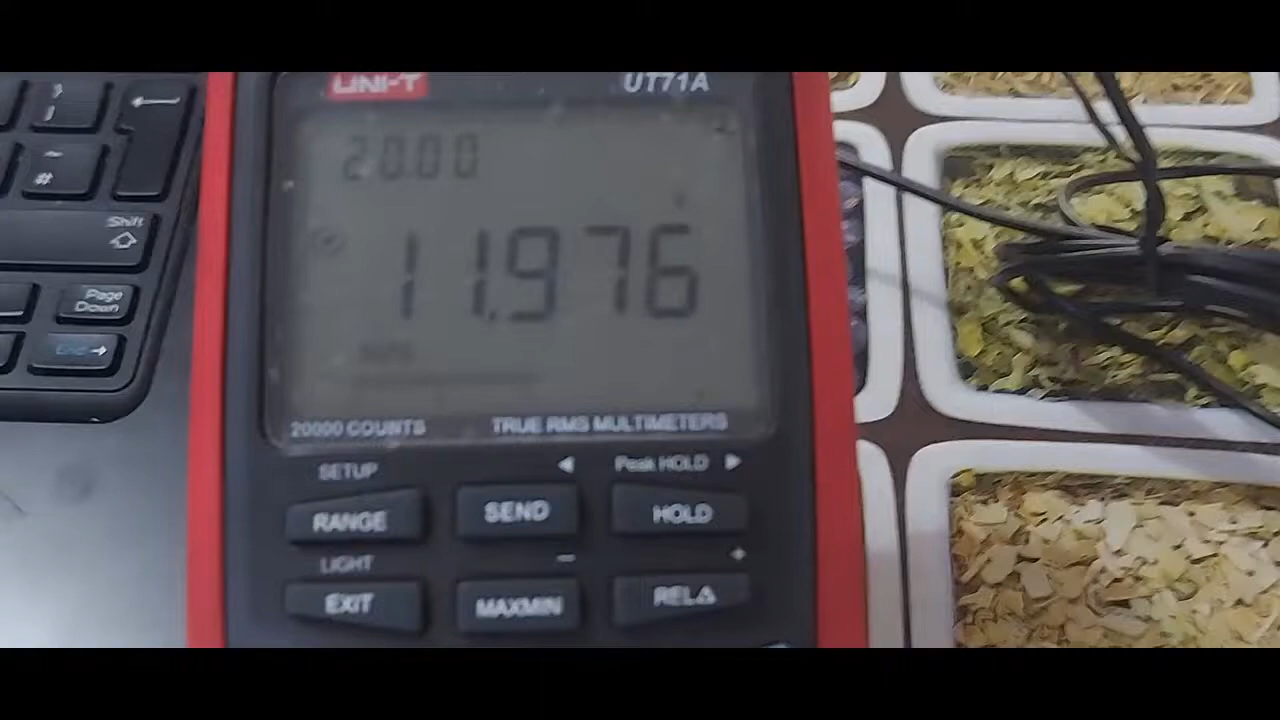 UNI-T UT71A
20.00
11.976
20000 COUNTS TRUE RMS MULTIMETERS
SETUP ◀ Peak HOLD ▶
RANGE SEND HOLD
LIGHT − +
EXIT MAXMIN RELΔ
Shift
Page
Down
~
#